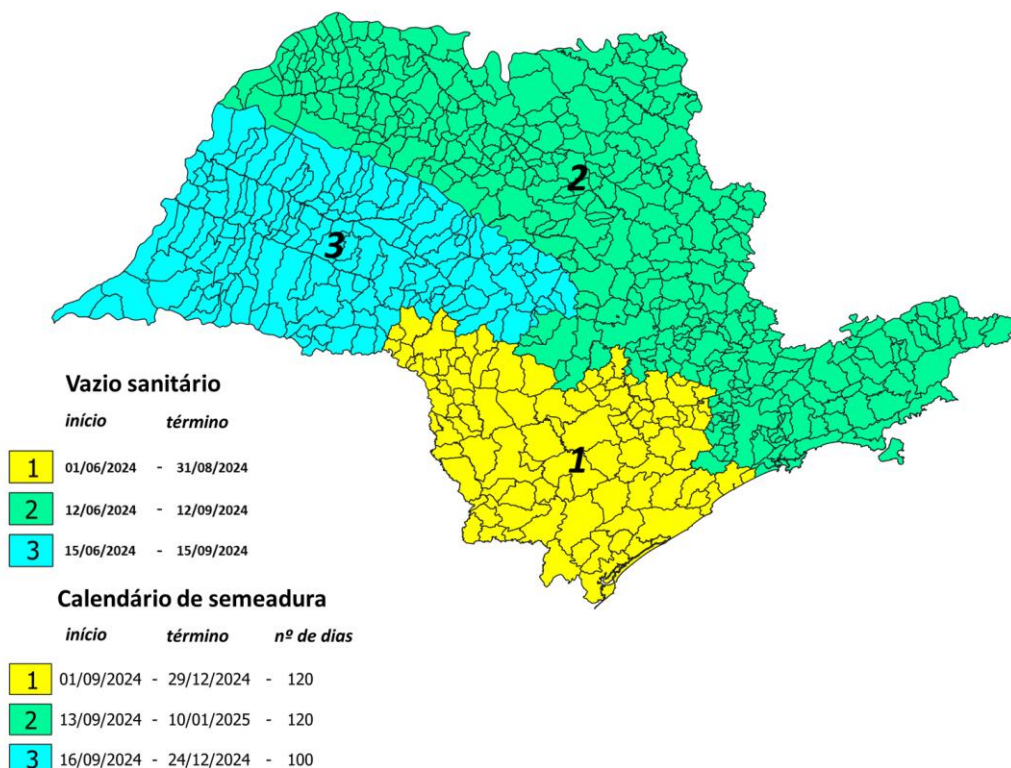 2
3
1
Vazio sanitário
início término
1 01/06/2024 - 31/08/2024
2 12/06/2024 - 12/09/2024
3 15/06/2024 - 15/09/2024
Calendário de semeadura
início término nº de dias
1 01/09/2024 - 29/12/2024 - 120
2 13/09/2024 - 10/01/2025 - 120
3 16/09/2024 - 24/12/2024 - 100